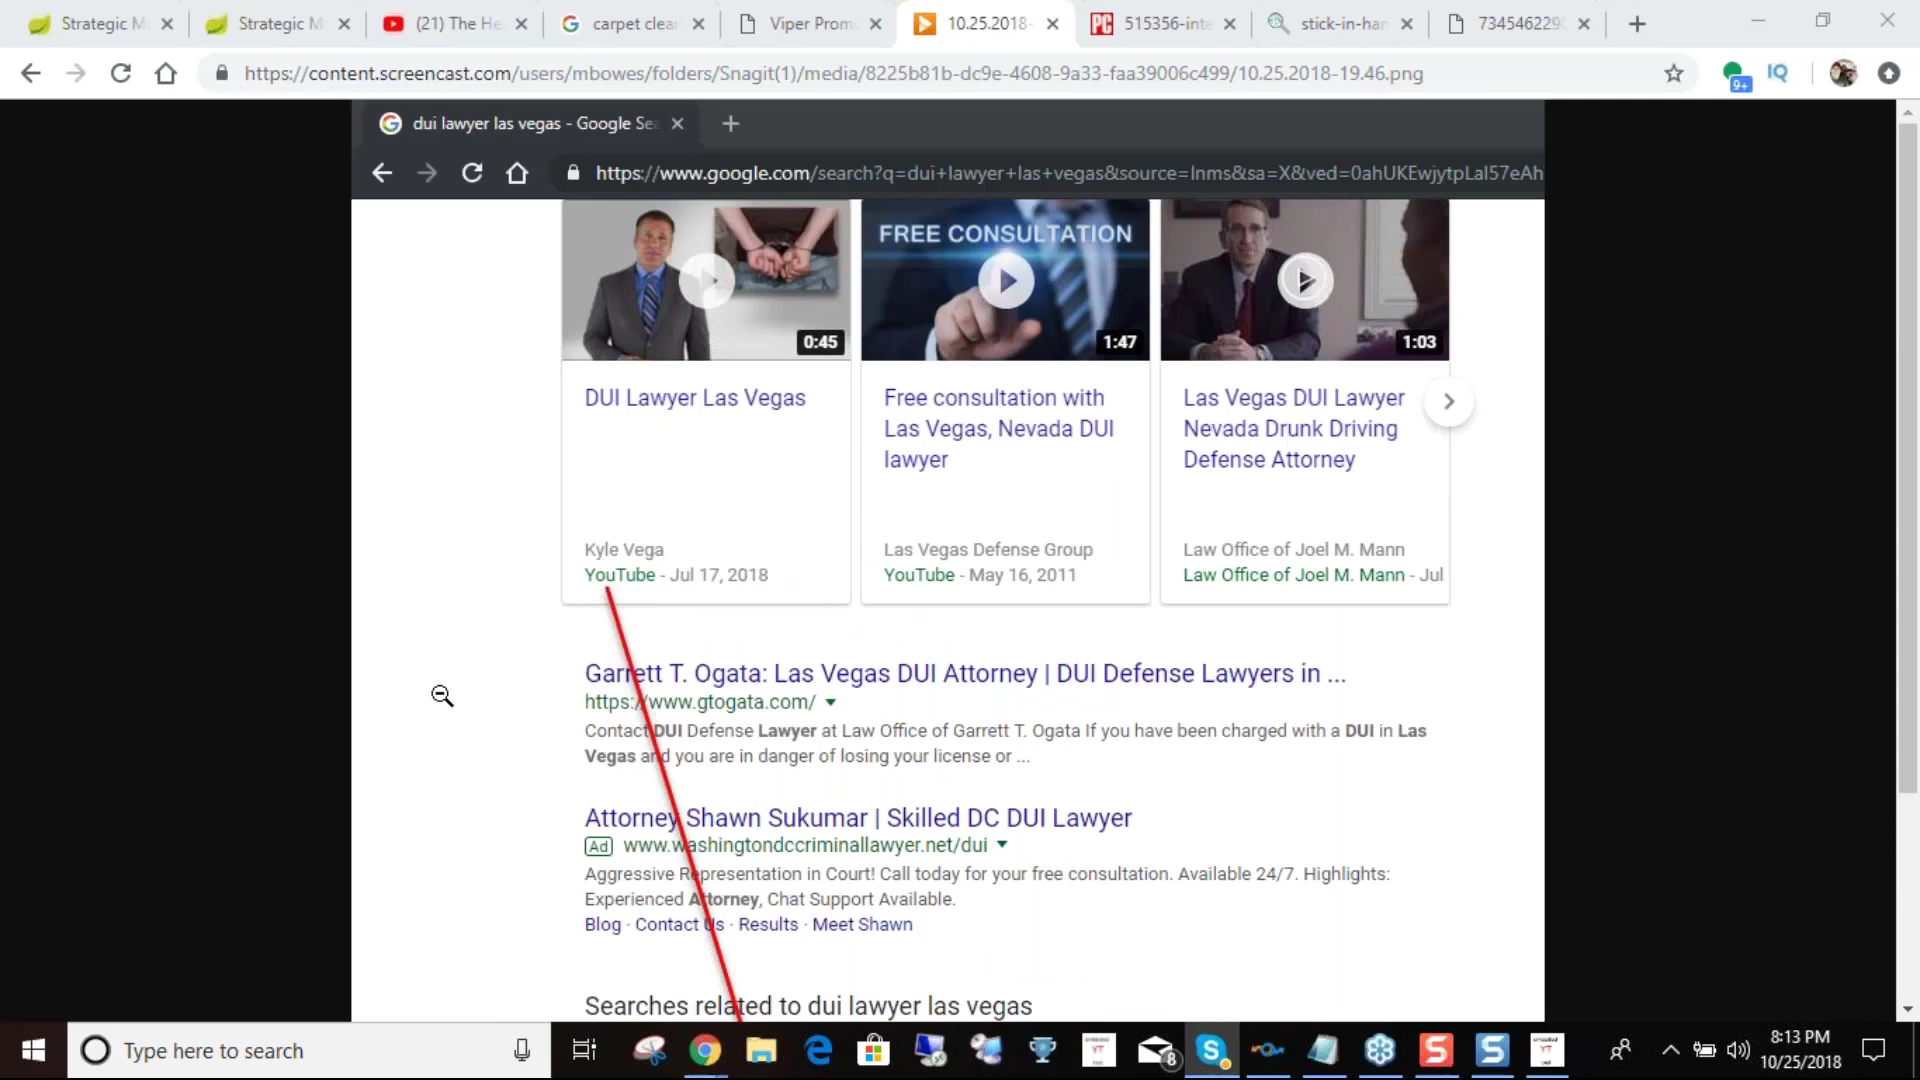 Strategic M
Strategic M
(21) The He
carpet clea
Viper Prom
10.25.2018-
515356-inte
stick-in-han
7345462290
https://content.screencast.com/users/mbowes/folders/Snagit(1)/media/8225b81b-dc9e-4608-9a33-faa39006c499/10.25.2018-19.46.png
9+
IQ
dui lawyer las vegas - Google Sea
https://www.google.com/search?q=dui+lawyer+las+vegas&source=lnms&sa=X&ved=0ahUKEwjytpLal57eAh
FREE CONSULTATION
0:45
1:47
1:03
DUI Lawyer Las Vegas
Kyle Vega
YouTube - Jul 17, 2018
Free consultation with
Las Vegas, Nevada DUI
lawyer
Las Vegas Defense Group
YouTube - May 16, 2011
Las Vegas DUI Lawyer
Nevada Drunk Driving
Defense Attorney
Law Office of Joel M. Mann
Law Office of Joel M. Mann - Jul
Garrett T. Ogata: Las Vegas DUI Attorney | DUI Defense Lawyers in ...
https://www.gtogata.com/
Contact DUI Defense Lawyer at Law Office of Garrett T. Ogata If you have been charged with a DUI in Las
Vegas and you are in danger of losing your license or ...
Attorney Shawn Sukumar | Skilled DC DUI Lawyer
Ad www.washingtondccriminallawyer.net/dui
Aggressive Representation in Court! Call today for your free consultation. Available 24/7. Highlights:
Experienced Attorney, Chat Support Available.
Blog · Contact Us · Results · Meet Shawn
Searches related to dui lawyer las vegas
Type here to search
8
8:13 PM
10/25/2018